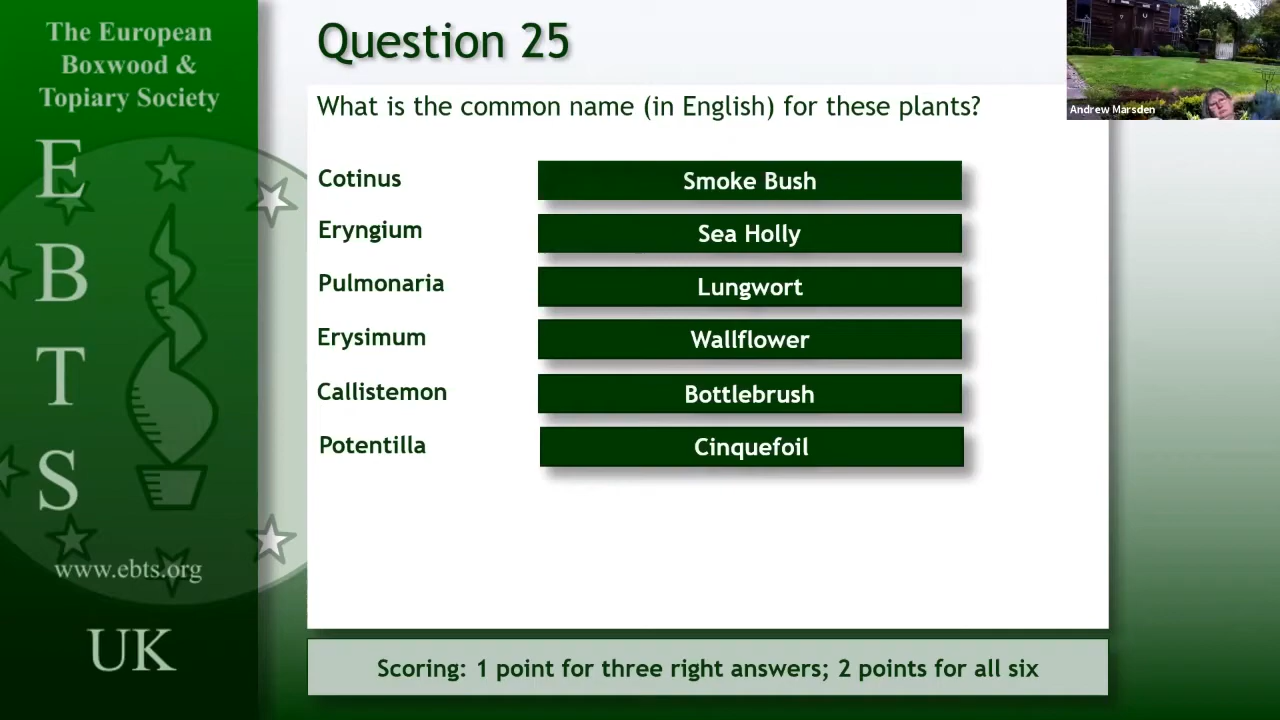 The European
Boxwood &
Topiary Society
E
B
T
S
www.ebts.org
UK
Question 25
What is the common name (in English) for these plants?
Cotinus Smoke Bush
Eryngium Sea Holly
Pulmonaria Lungwort
Erysimum Wallflower
Callistemon Bottlebrush
Potentilla Cinquefoil
Scoring: 1 point for three right answers; 2 points for all six
Andrew Marsden